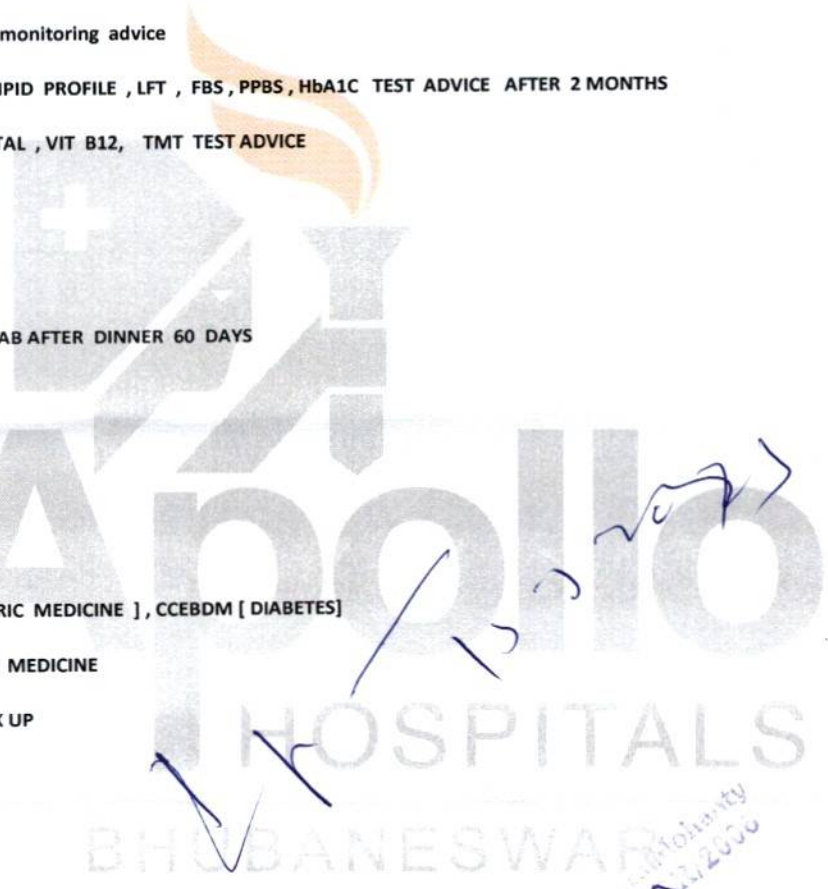 monitoring advice
IPID PROFILE , LFT , FBS , PPBS , HbA1C TEST ADVICE AFTER 2 MONTHS
TAL , VIT B12, TMT TEST ADVICE
AB AFTER DINNER 60 DAYS
Apollo
RIC MEDICINE ] , CCEBDM [ DIABETES]
MEDICINE
K UP
HOSPITALS
BHUBANESWAR